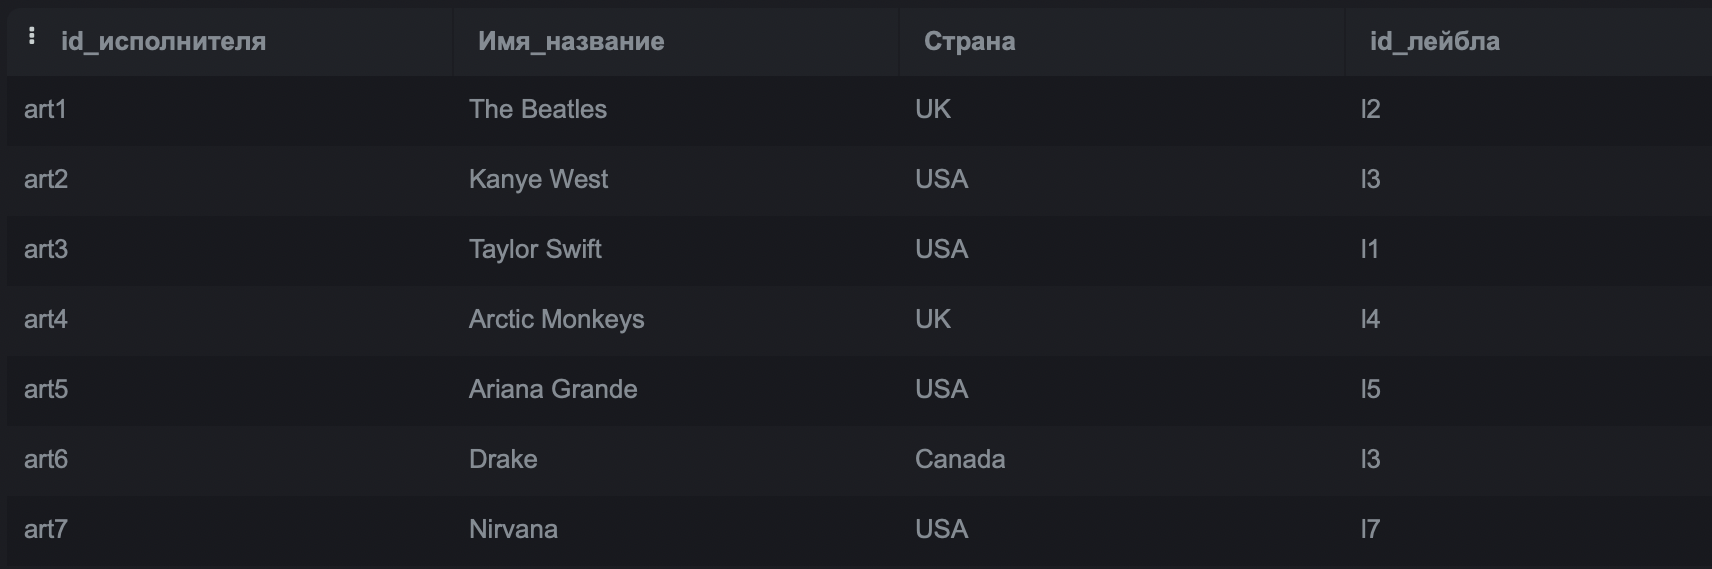 id_исполнителя Имя_название Страна id_лейбла
art1 The Beatles UK l2
art2 Kanye West USA l3
art3 Taylor Swift USA l1
art4 Arctic Monkeys UK l4
art5 Ariana Grande USA l5
art6 Drake Canada l3
art7 Nirvana USA l7